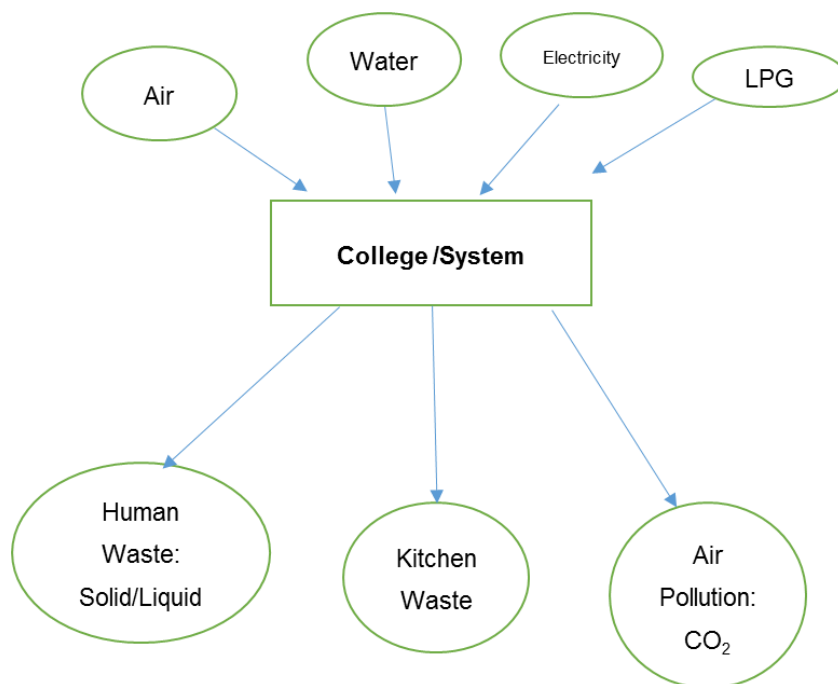 Air
Water
Electricity
LPG
College /System
Human
Waste:
Solid/Liquid
Kitchen
Waste
Air
Pollution:
CO₂